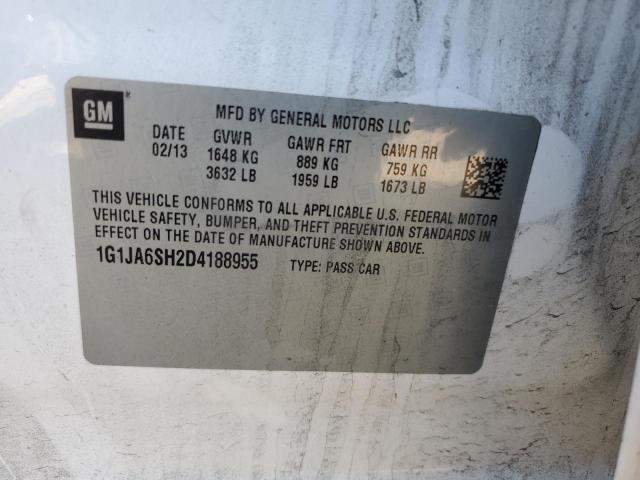 GM
MFD BY GENERAL MOTORS LLC
DATE GVWR GAWR FRT GAWR RR
02/13 1648 KG 889 KG 759 KG
3632 LB 1959 LB 1673 LB
THIS VEHICLE CONFORMS TO ALL APPLICABLE U.S. FEDERAL MOTOR
VEHICLE SAFETY, BUMPER, AND THEFT PREVENTION STANDARDS IN
EFFECT ON THE DATE OF MANUFACTURE SHOWN ABOVE.
1G1JA6SH2D4188955 TYPE: PASS CAR